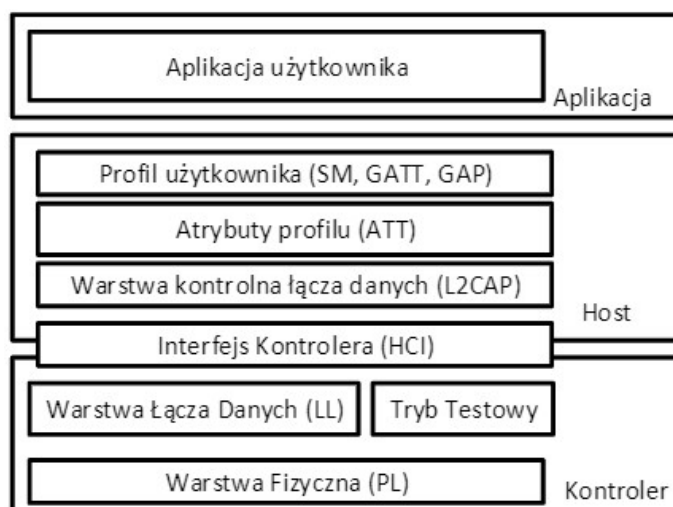 Aplikacja użytkownika
Aplikacja
Profil użytkownika (SM, GATT, GAP)
Atrybuty profilu (ATT)
Warstwa kontrolna łącza danych (L2CAP)
Host
Interfejs Kontrolera (HCI)
Warstwa Łącza Danych (LL)
Tryb Testowy
Warstwa Fizyczna (PL)
Kontroler